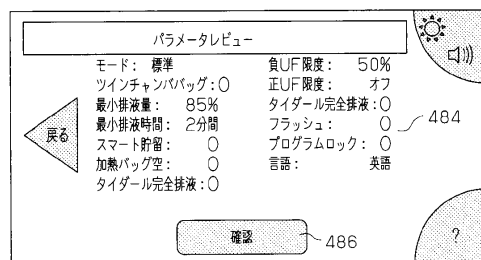 パラメータレビュー
モード： 標準
ツインチャンババッグ：○
最小排液量： 85%
最小排液時間： 2分間
スマート貯留： ○
加熱バッグ空： ○
タイダール完全排液：○
負UF限度： 50%
正UF限度： オフ
タイダール完全排液：○
フラッシュ： ○
プログラムロック： ○
言語： 英語
484
戻る
確認
486
?